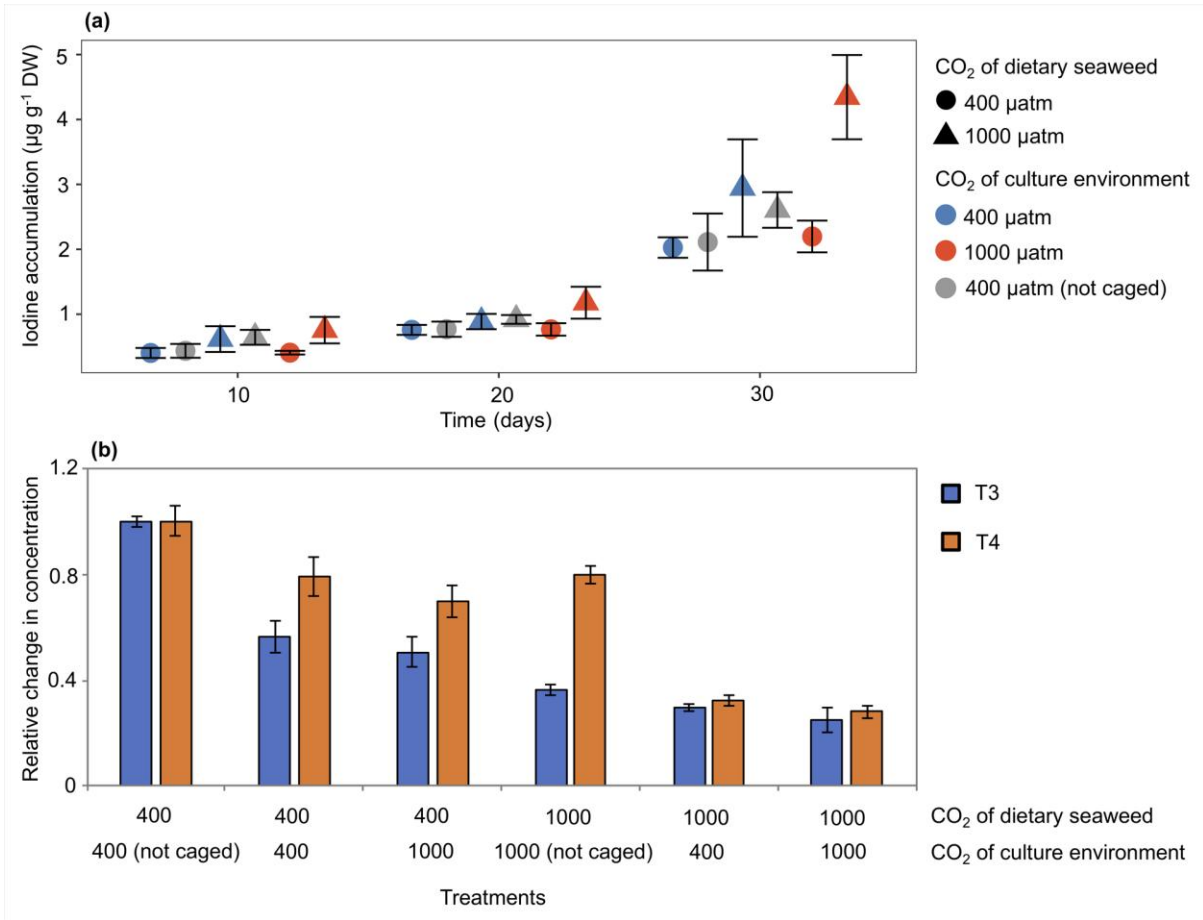 (a)
Iodine accumulation (µg g⁻¹ DW)
5
4
3
2
1
10 20 30
Time (days)
CO₂ of dietary seaweed
400 µatm
1000 µatm
CO₂ of culture environment
400 µatm
1000 µatm
400 µatm (not caged)
(b)
Relative change in concentration
1.2
0.8
0.4
0
T3
T4
400 400 400 1000 1000 1000 CO₂ of dietary seaweed
400 (not caged) 400 1000 1000 (not caged) 400 1000 CO₂ of culture environment
Treatments